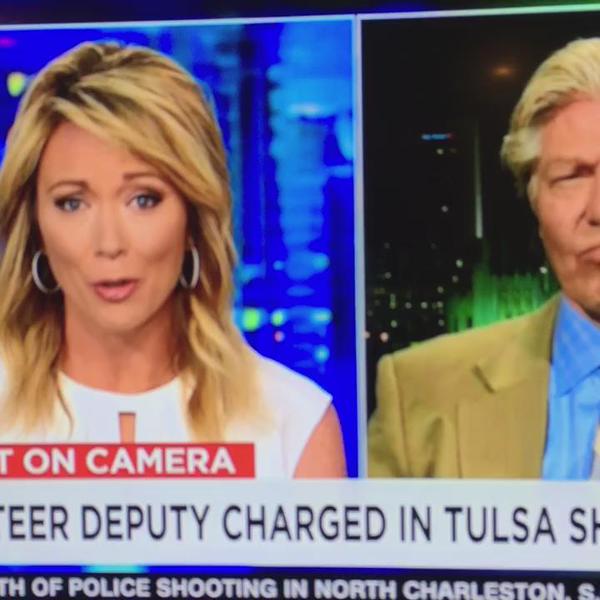 T ON CAMERA
TEER DEPUTY CHARGED IN TULSA SH
TH OF POLICE SHOOTING IN NORTH CHARLESTON, S.